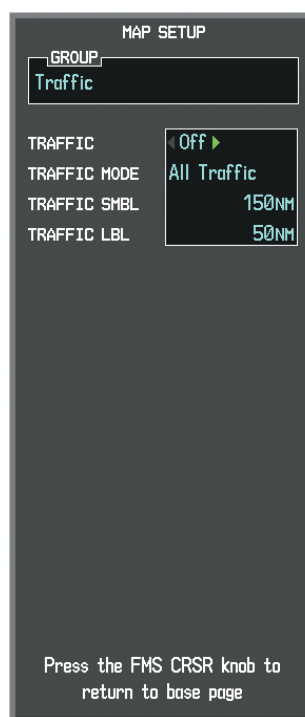 MAP SETUP
GROUP
Traffic
TRAFFIC Off
TRAFFIC MODE All Traffic
TRAFFIC SMBL 150NM
TRAFFIC LBL 50NM
Press the FMS CRSR knob to
return to base page